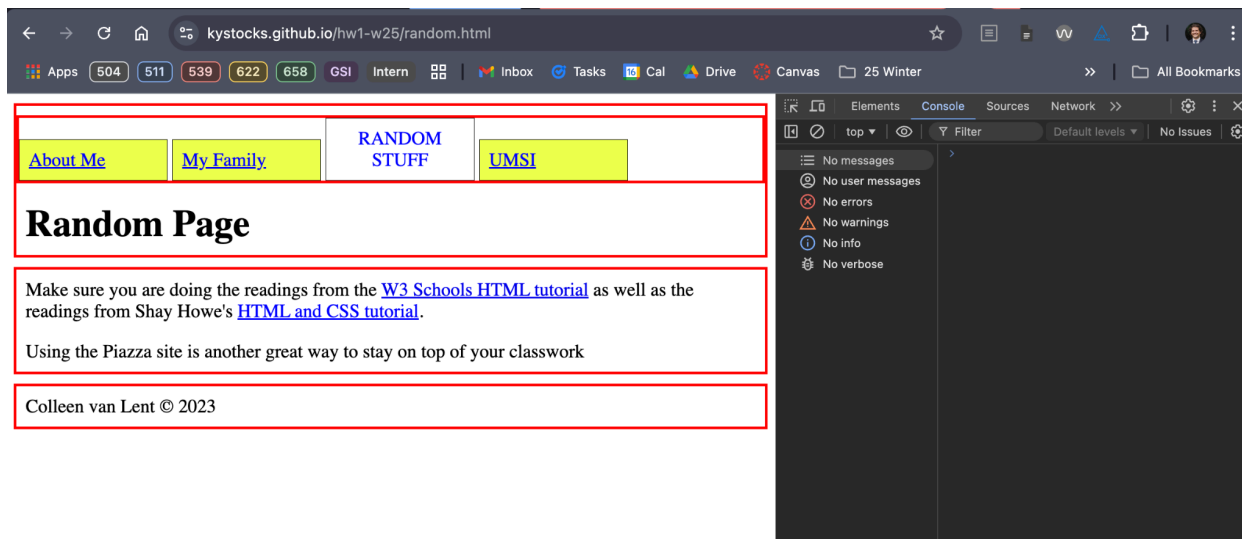 kystocks.github.io/hw1-w25/random.html
Apps 504 511 539 622 658 GSI Intern Inbox Tasks 16 Cal Drive Canvas 25 Winter » All Bookmarks
Elements Console Sources Network »
top Filter Default levels No Issues
No messages
No user messages
No errors
No warnings
No info
No verbose
About Me My Family RANDOM STUFF UMSI
Random Page
Make sure you are doing the readings from the W3 Schools HTML tutorial as well as the
readings from Shay Howe's HTML and CSS tutorial.
Using the Piazza site is another great way to stay on top of your classwork
Colleen van Lent © 2023